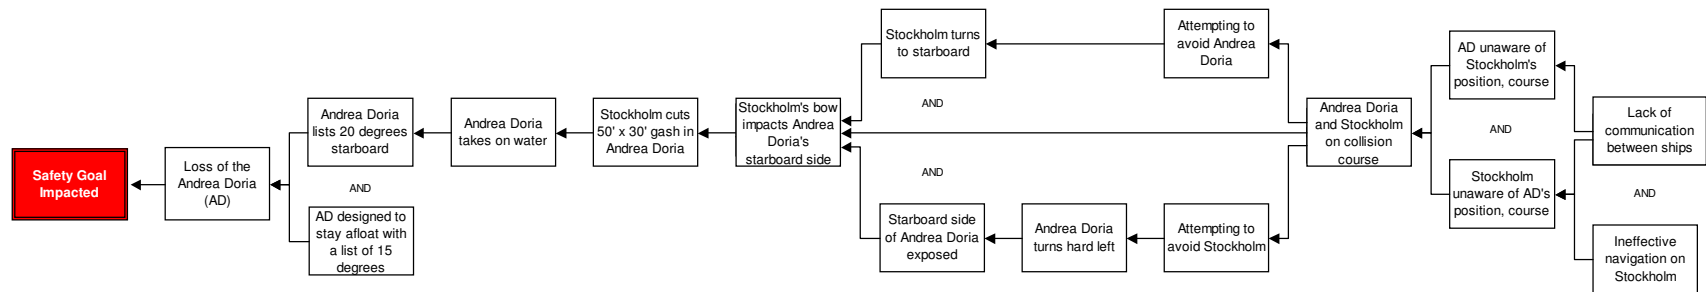 Safety Goal
Impacted
Loss of the
Andrea Doria
(AD)
Andrea Doria
lists 20 degrees
starboard
AND
AD designed to
stay afloat with
a list of 15
degrees
Andrea Doria
takes on water
Stockholm cuts
50' x 30' gash in
Andrea Doria
Stockholm's bow
impacts Andrea
Doria's
starboard side
Stockholm turns
to starboard
AND
AND
Starboard side
of Andrea Doria
exposed
Andrea Doria
turns hard left
Attempting to
avoid Andrea
Doria
Attempting to
avoid Stockholm
Andrea Doria
and Stockholm
on collision
course
AD unaware of
Stockholm's
position, course
AND
Stockholm
unaware of AD's
position, course
Lack of
communication
between ships
AND
Ineffective
navigation on
Stockholm